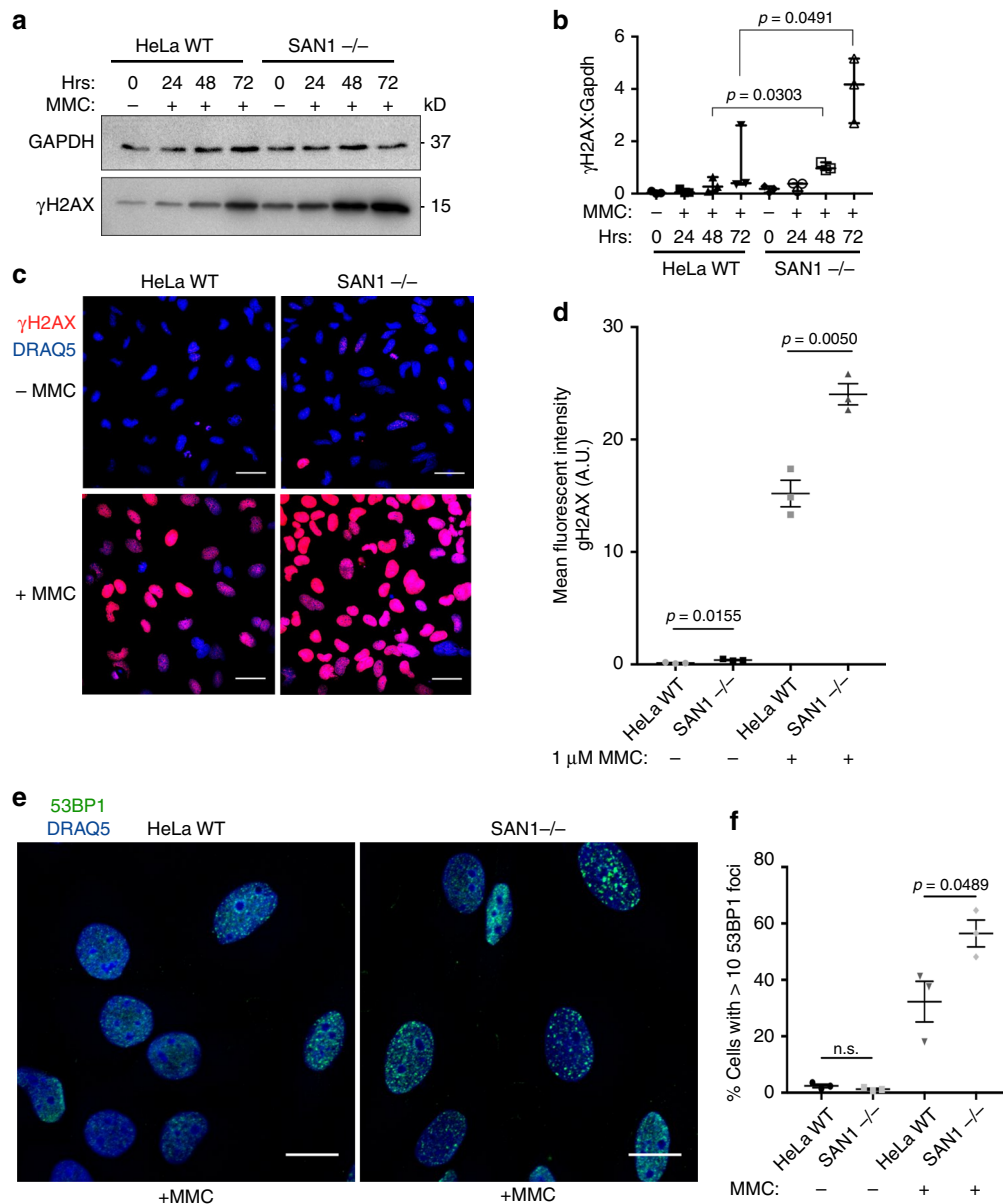 a
HeLa WT SAN1 –/–
Hrs: 0 24 48 72 0 24 48 72
MMC: – + + + – + + + kD
GAPDH - 37
γH2AX - 15
b
p = 0.0491
p = 0.0303
γH2AX:Gapdh
6
4
2
0
MMC: – + + + – + + +
Hrs: 0 24 48 72 0 24 48 72
HeLa WT SAN1 –/–
c
HeLa WT SAN1 –/–
γH2AX
DRAQ5
– MMC
+ MMC
d
Mean fluorescent intensity
gH2AX (A.U.)
30
20
10
0
p = 0.0050
p = 0.0155
HeLa WT SAN1 –/– HeLa WT SAN1 –/–
1 μM MMC: – – + +
e
53BP1
DRAQ5 HeLa WT SAN1–/–
+MMC +MMC
f
% Cells with > 10 53BP1 foci
80
60
40
20
0
p = 0.0489
n.s.
HeLa WT SAN1 –/– HeLa WT SAN1 –/–
MMC: – – + +